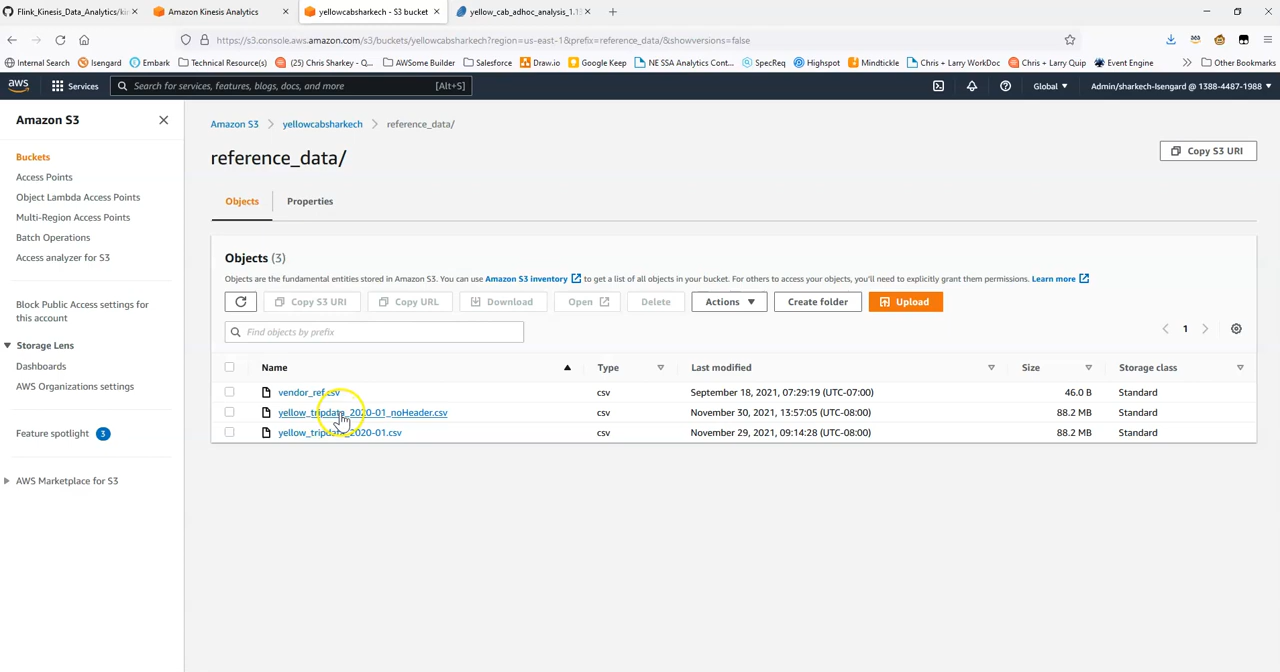 Flink_Kinesis_Data_Analytics/kin
Amazon Kinesis Analytics
yellowcabsharkech - S3 bucket
yellow_cab_adhoc_analysis_1.1
https://s3.console.aws.amazon.com/s3/buckets/yellowcabsharkech?region=us-east-1&prefix=reference_data/&showversions=false
Internal Search
Isengard
Embark
Technical Resource(s)
(25) Chris Sharkey - Q...
AWSome Builder
Salesforce
Draw.io
Google Keep
NE SSA Analytics Cont...
SpecReq
Highspot
Mindtickle
Chris + Larry WorkDoc
Chris + Larry Quip
Event Engine
Other Bookmarks
aws
Services
Search for services, features, blogs, docs, and more
[Alt+S]
Global
Admin/sharkech-Isengard @ 1388-4487-1988
Amazon S3
Buckets
Access Points
Object Lambda Access Points
Multi-Region Access Points
Batch Operations
Access analyzer for S3
Block Public Access settings for
this account
Storage Lens
Dashboards
AWS Organizations settings
Feature spotlight 3
AWS Marketplace for S3
Amazon S3 > yellowcabsharkech > reference_data/
reference_data/
Copy S3 URI
Objects
Properties
Objects (3)
Objects are the fundamental entities stored in Amazon S3. You can use Amazon S3 inventory to get a list of all objects in your bucket. For others to access your objects, you'll need to explicitly grant them permissions. Learn more
Copy S3 URI
Copy URL
Download
Open
Delete
Actions
Create folder
Upload
Find objects by prefix
1
Name Type Last modified Size Storage class
vendor_ref.csv csv September 18, 2021, 07:29:19 (UTC-07:00) 46.0 B Standard
yellow_tripdata_2020-01_noHeader.csv csv November 30, 2021, 13:57:05 (UTC-08:00) 88.2 MB Standard
yellow_tripdata_2020-01.csv csv November 29, 2021, 09:14:28 (UTC-08:00) 88.2 MB Standard